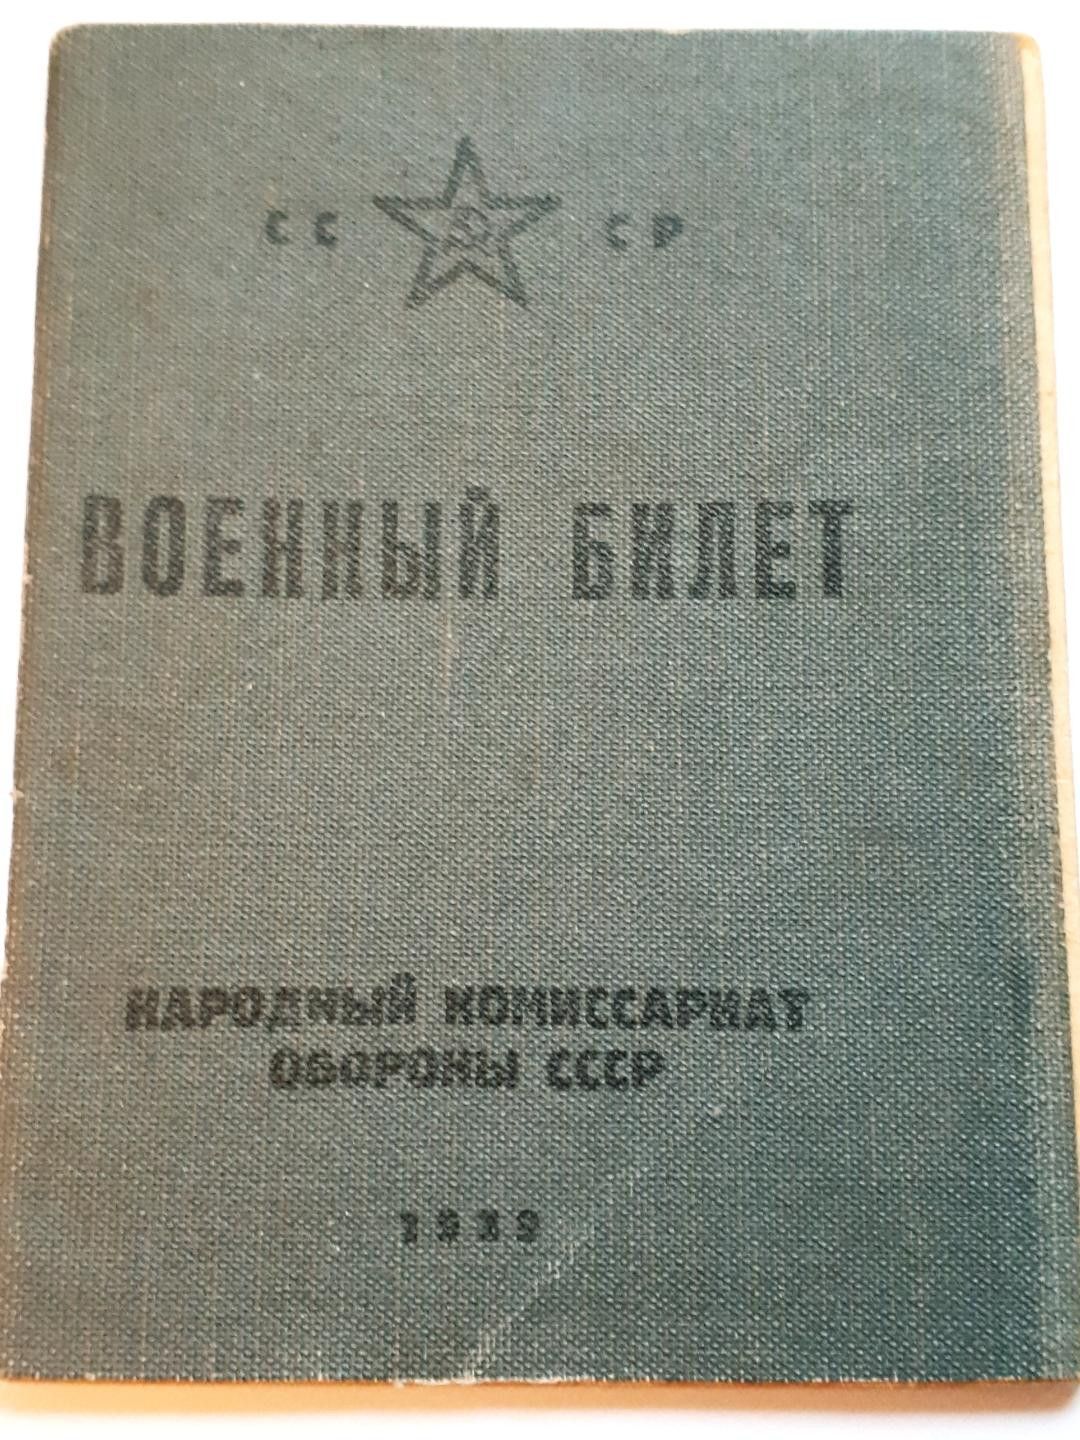 СС СР
ВОЕННЫЙ БИЛЕТ
НАРОДНЫЙ КОМИССАРИАТ
ОБОРОНЫ СССР
1939